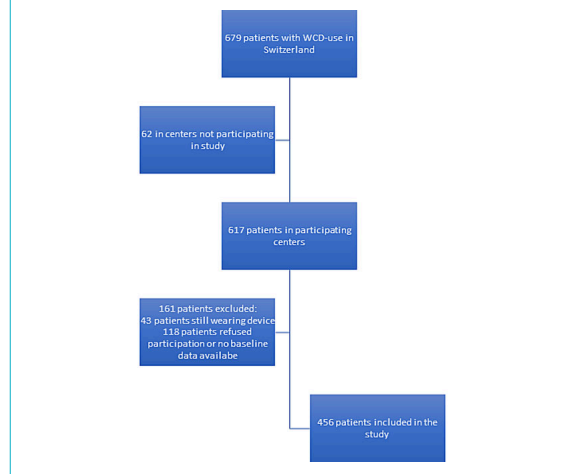 679 patients with WCD-use in
Switzerland
62 in centers not participating
in study
617 patients in participating
centers
161 patients excluded:
43 patients still wearing device
118 patients refused
participation or no baseline
data availabe
456 patients included in the
study